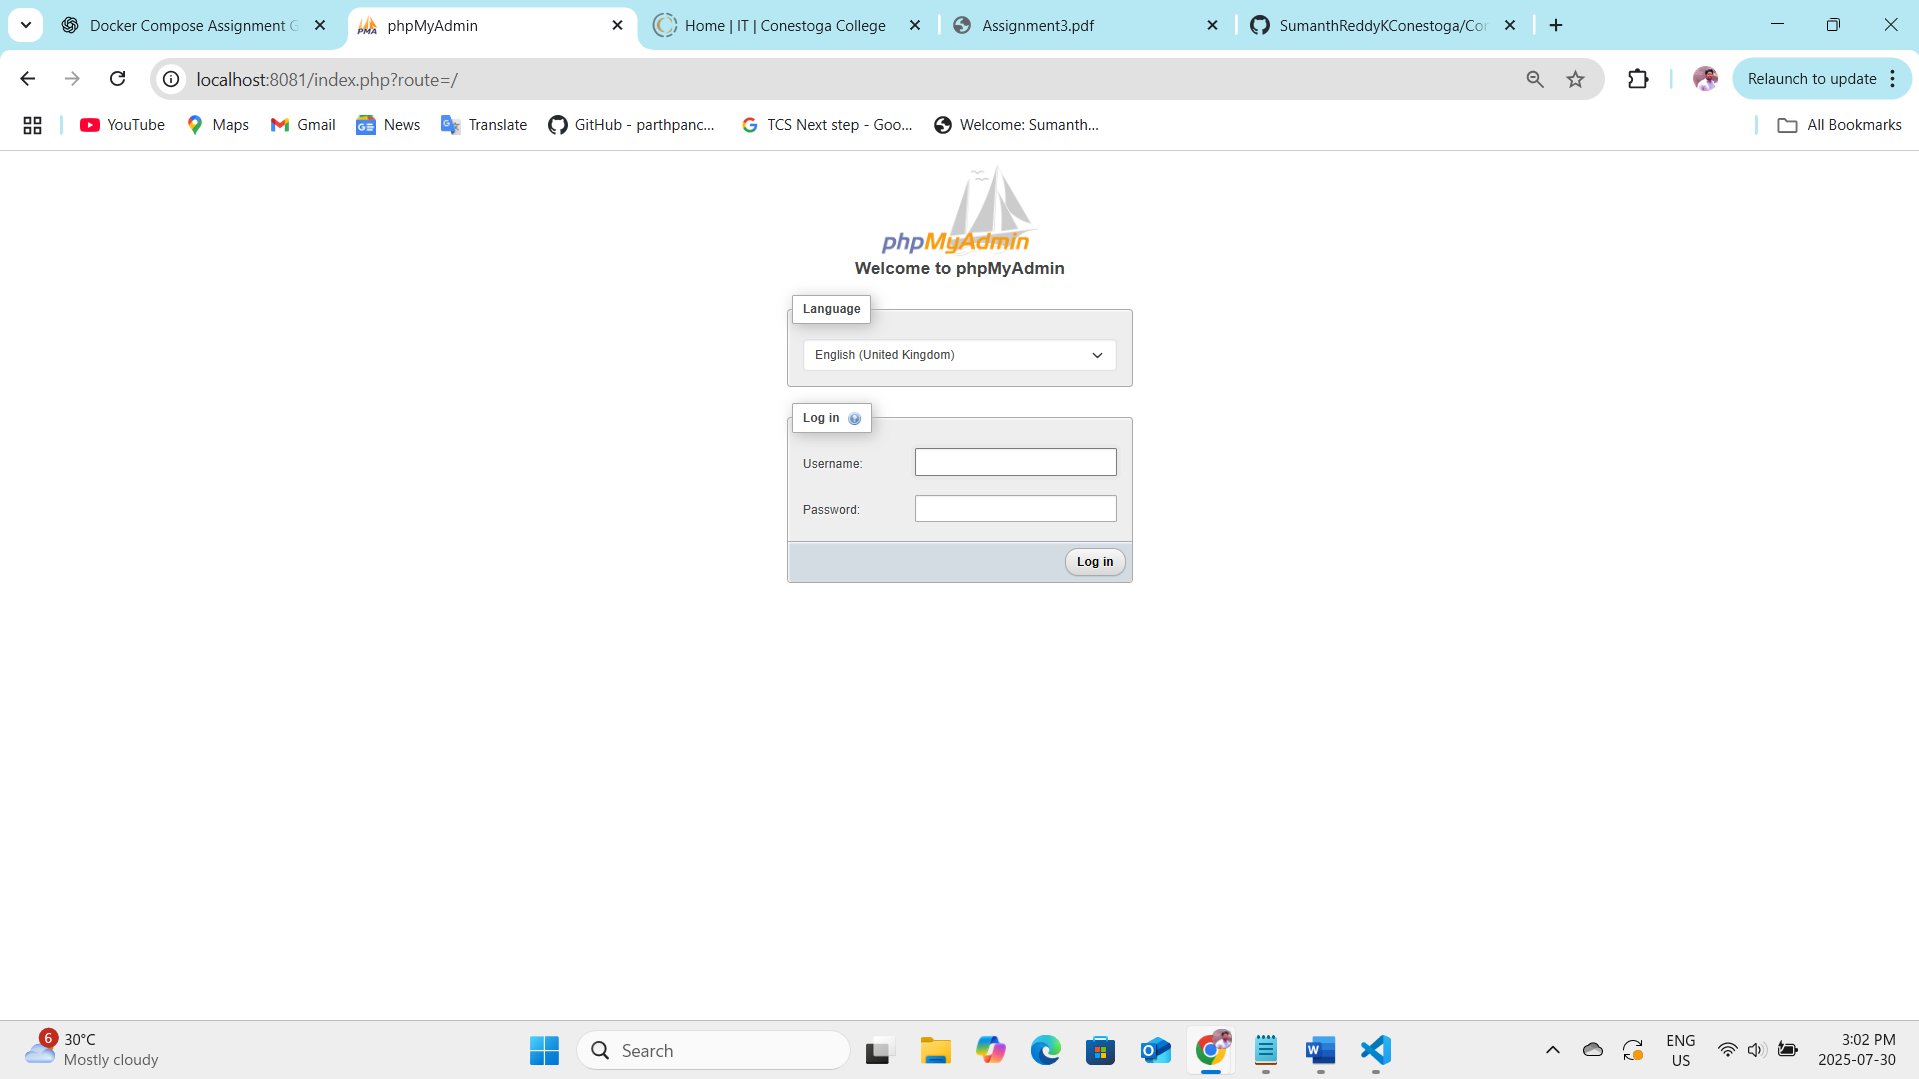 Docker Compose Assignment G
phpMyAdmin
Home | IT | Conestoga College
Assignment3.pdf
SumanthReddyKConestoga/Cor
localhost:8081/index.php?route=/
Relaunch to update
YouTube
Maps
Gmail
News
Translate
GitHub - parthpanc...
TCS Next step - Goo...
Welcome: Sumanth...
All Bookmarks
phpMyAdmin
Welcome to phpMyAdmin
Language
English (United Kingdom)
Log in
Username:
Password:
Log in
6
30°C
Mostly cloudy
Search
ENG
US
3:02 PM
2025-07-30